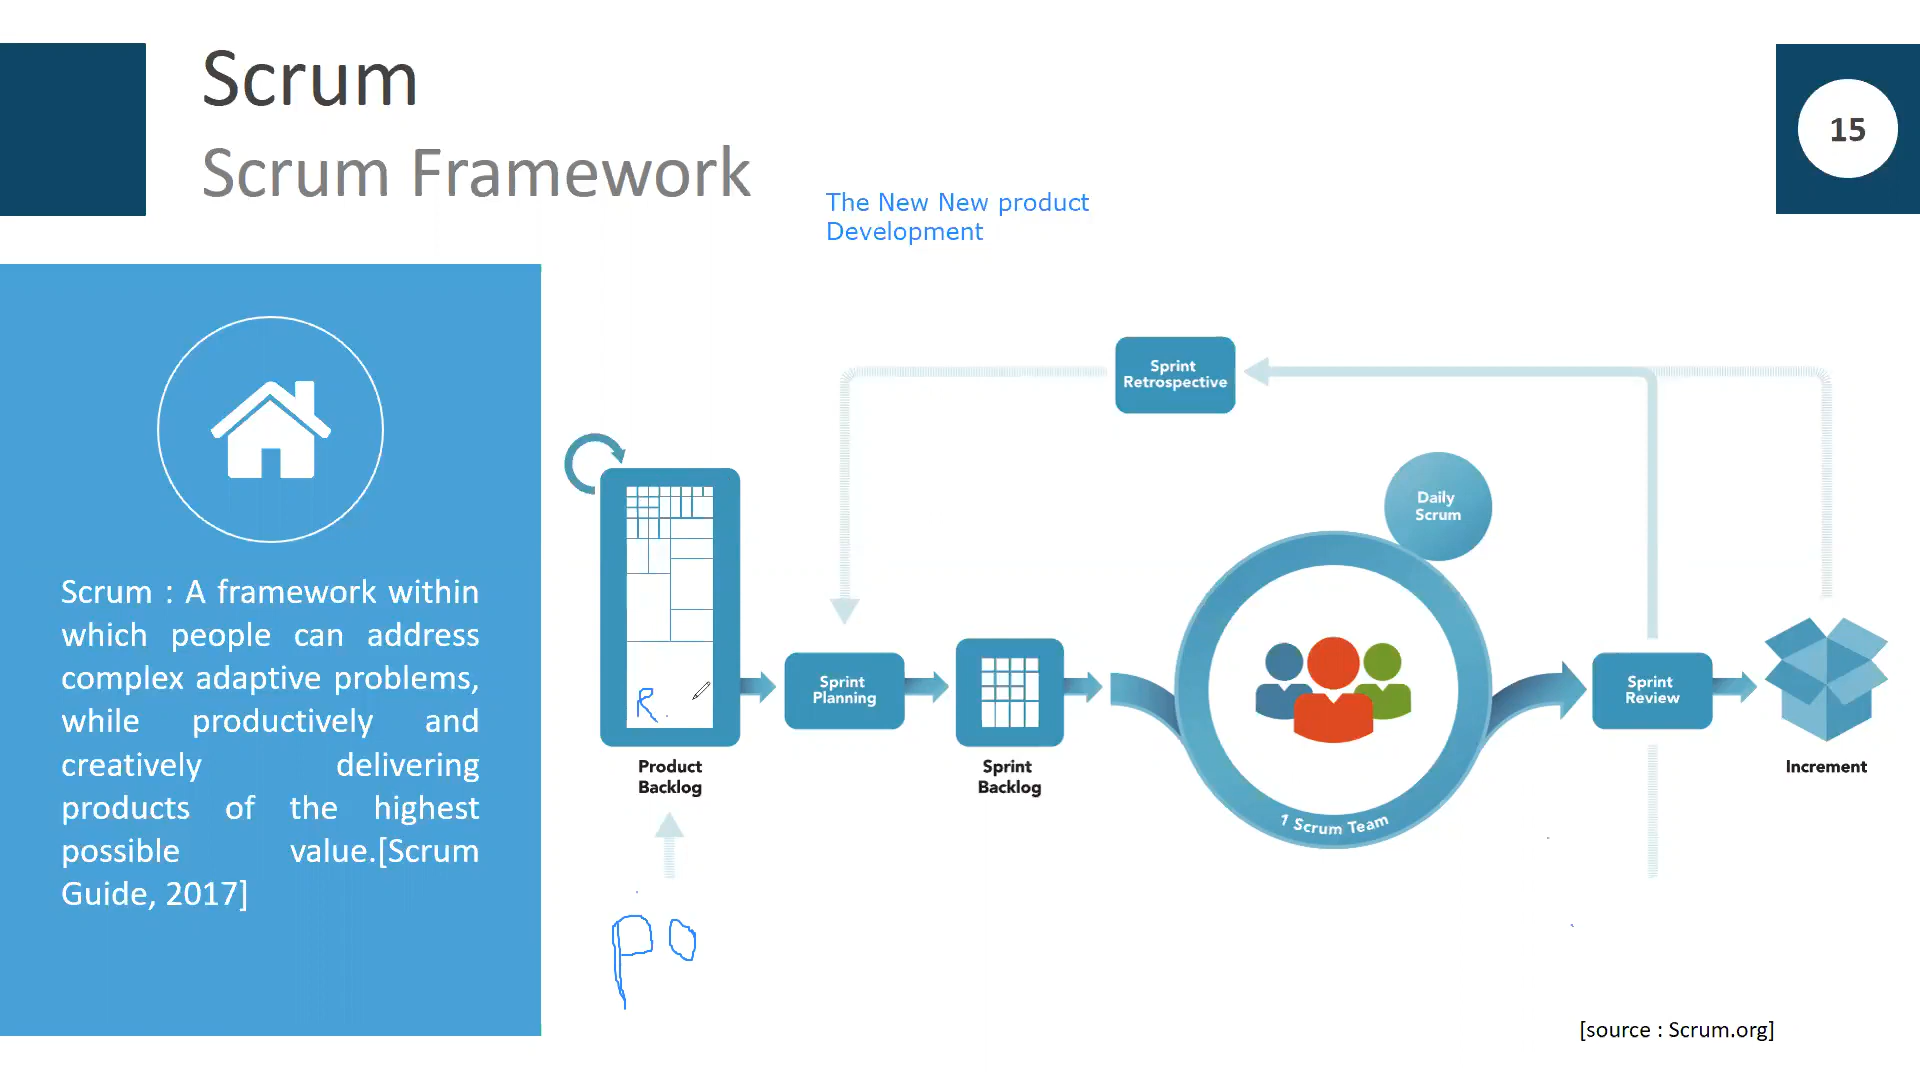 Scrum
Scrum Framework
15
The New New product
Development
Scrum : A framework within
which people can address
complex adaptive problems,
while productively and
creatively delivering
products of the highest
possible value.[Scrum
Guide, 2017]
Sprint
Retrospective
Daily
Scrum
Sprint
Planning
Sprint
Review
R
Product
Backlog
Sprint
Backlog
1 Scrum Team
Increment
PO
[source : Scrum.org]